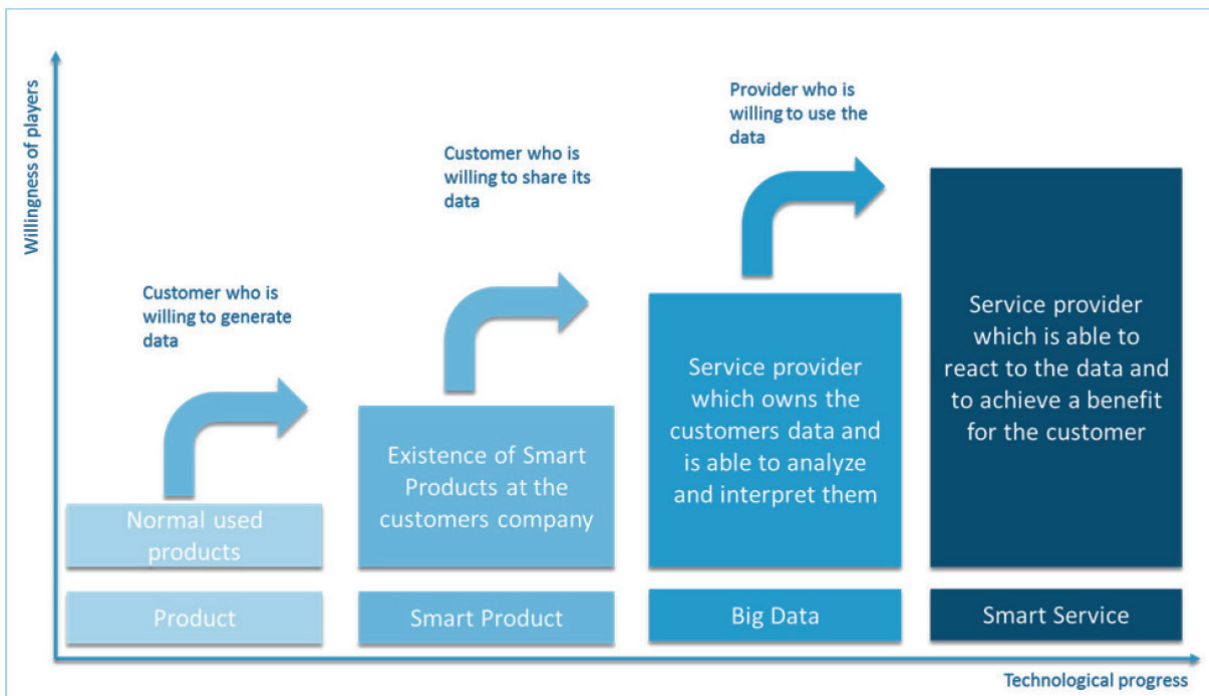 Willingness of players
Customer who is
willing to generate
data
Customer who is
willing to share its
data
Provider who is
willing to use the
data
Normal used
products
Existence of Smart
Products at the
customers company
Service provider
which owns the
customers data and
is able to analyze
and interpret them
Service provider
which is able to
react to the data and
to achieve a benefit
for the customer
Product
Smart Product
Big Data
Smart Service
Technological progress